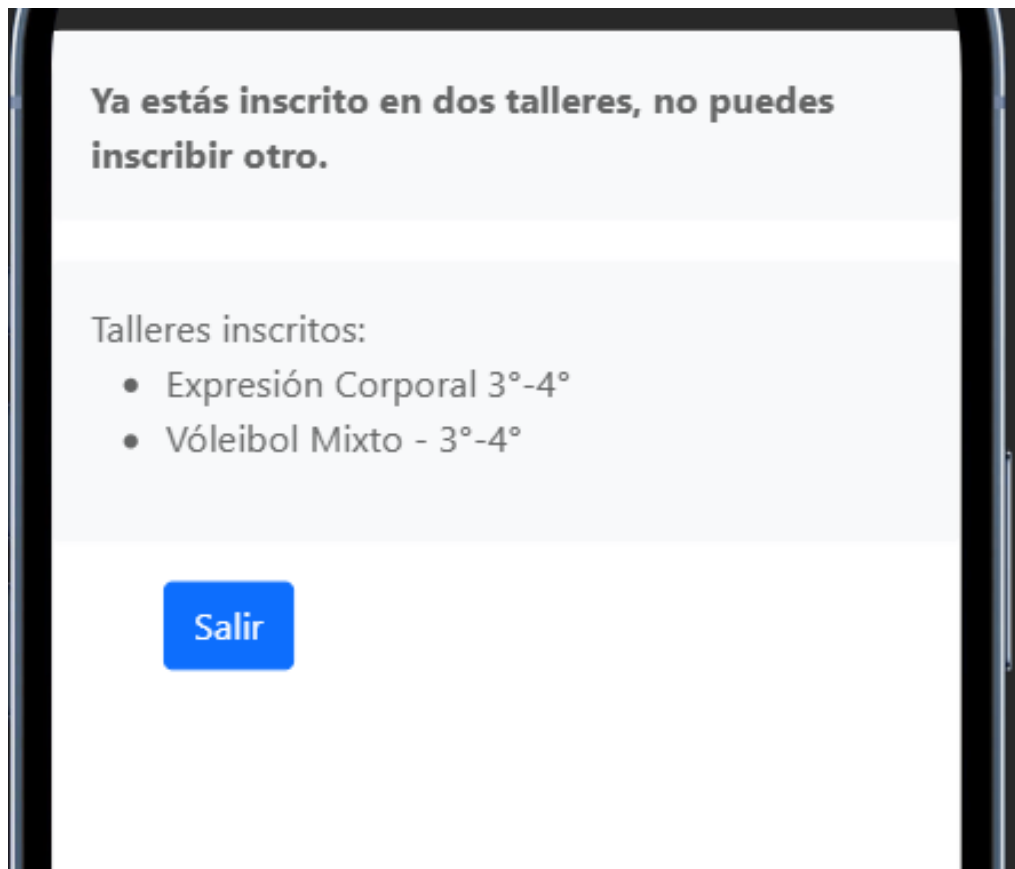 Ya estás inscrito en dos talleres, no puedes
inscribir otro.
Talleres inscritos:
• Expresión Corporal 3°-4°
• Vóleibol Mixto - 3°-4°
Salir